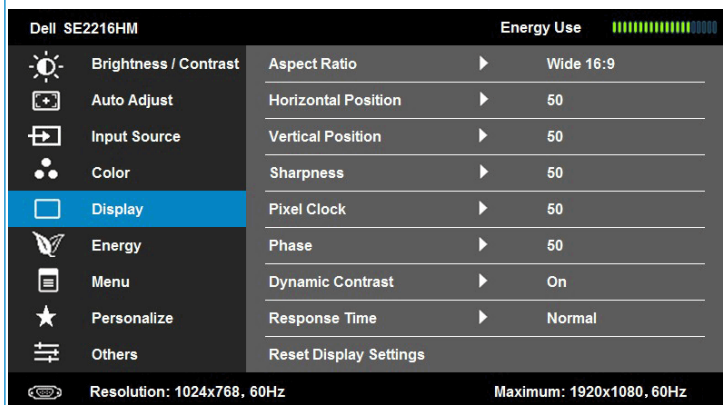 Dell SE2216HM Energy Use
Brightness / Contrast Aspect Ratio Wide 16:9
Auto Adjust Horizontal Position 50
Input Source Vertical Position 50
Color Sharpness 50
Display Pixel Clock 50
Energy Phase 50
Menu Dynamic Contrast On
Personalize Response Time Normal
Others Reset Display Settings
Resolution: 1024x768, 60Hz Maximum: 1920x1080, 60Hz